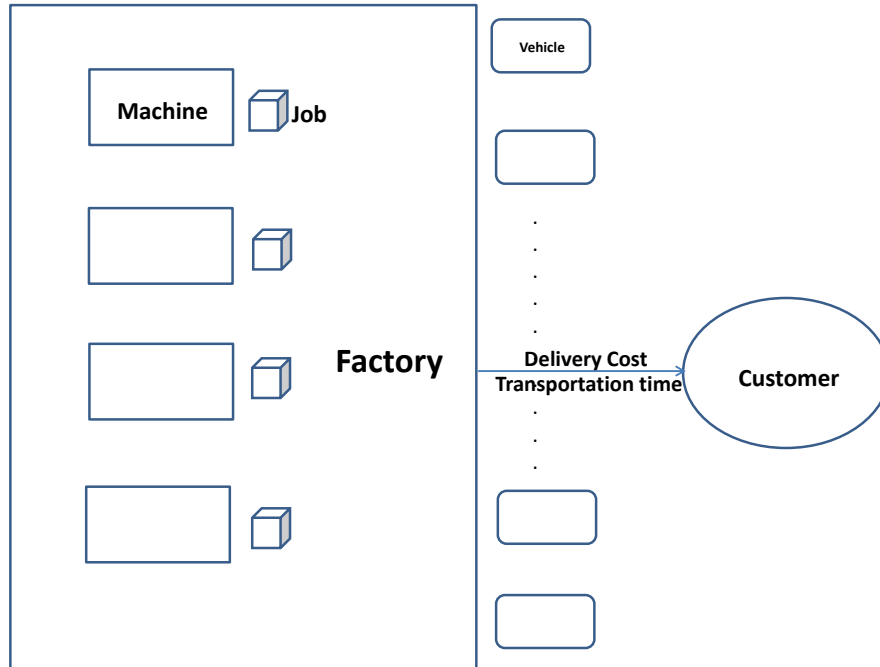 Vehicle
Machine
Job
Factory
Delivery Cost
Transportation time
Customer